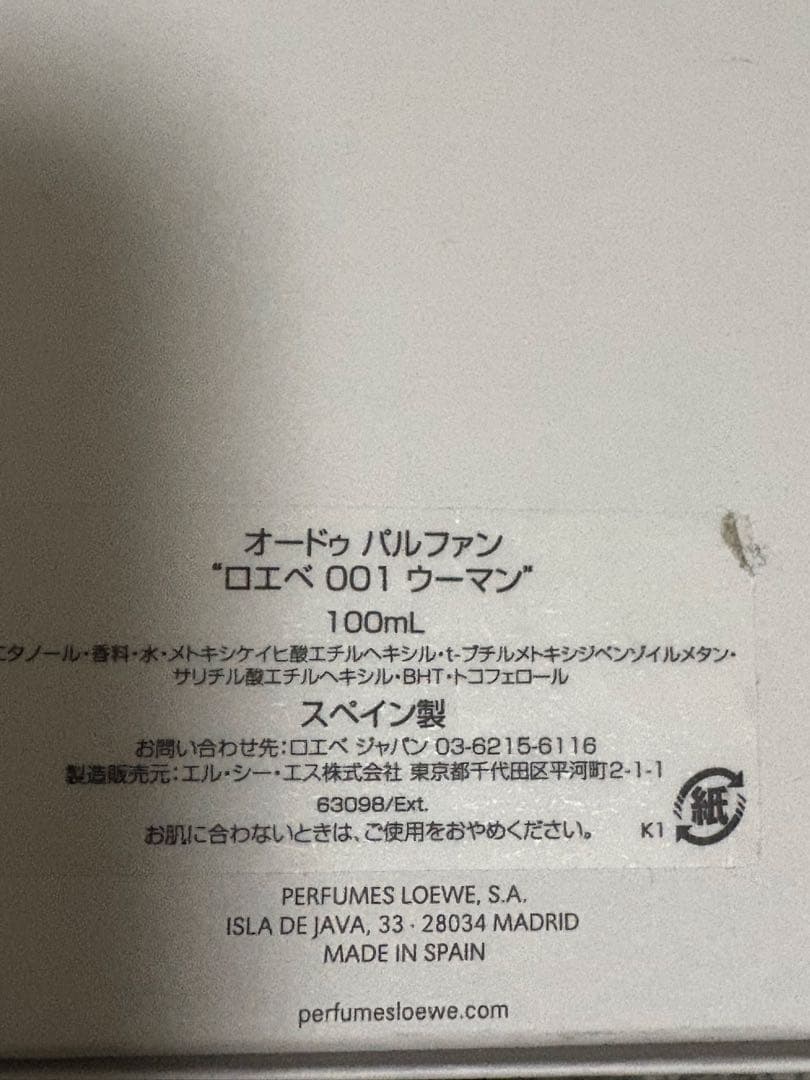 オードゥ パルファン
“ロエベ 001 ウーマン”
100mL
エタノール・香料・水・メトキシケイヒ酸エチルヘキシル・t-ブチルメトキシジベンゾイルメタン・
サリチル酸エチルヘキシル・BHT・トコフェロール
スペイン製
お問い合わせ先：ロエベ ジャパン 03-6215-6116
製造販売元：エル・シー・エス株式会社 東京都千代田区平河町2-1-1
63098/Ext.
お肌に合わないときは、ご使用をおやめください。 K1 紙
PERFUMES LOEWE, S.A.
ISLA DE JAVA, 33 · 28034 MADRID
MADE IN SPAIN
perfumesloewe.com